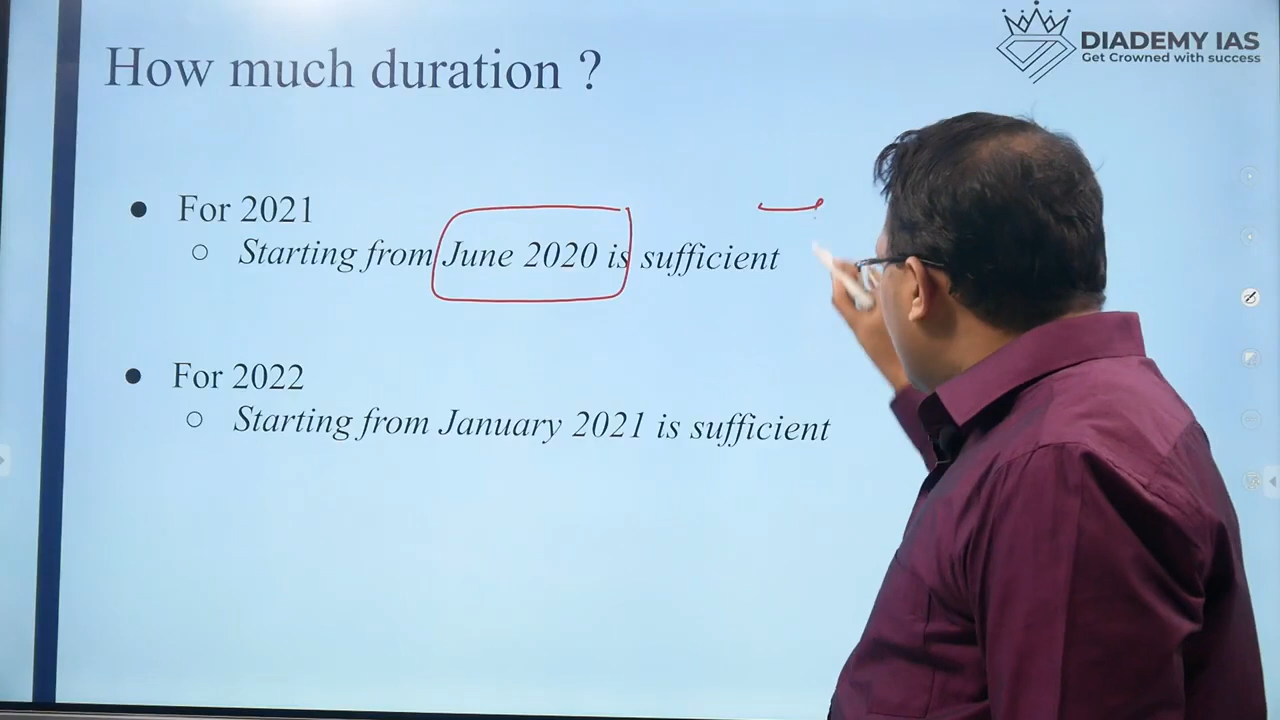 DIADEMY IAS
Get Crowned with success
How much duration ?
For 2021
Starting from June 2020 is sufficient
For 2022
Starting from January 2021 is sufficient